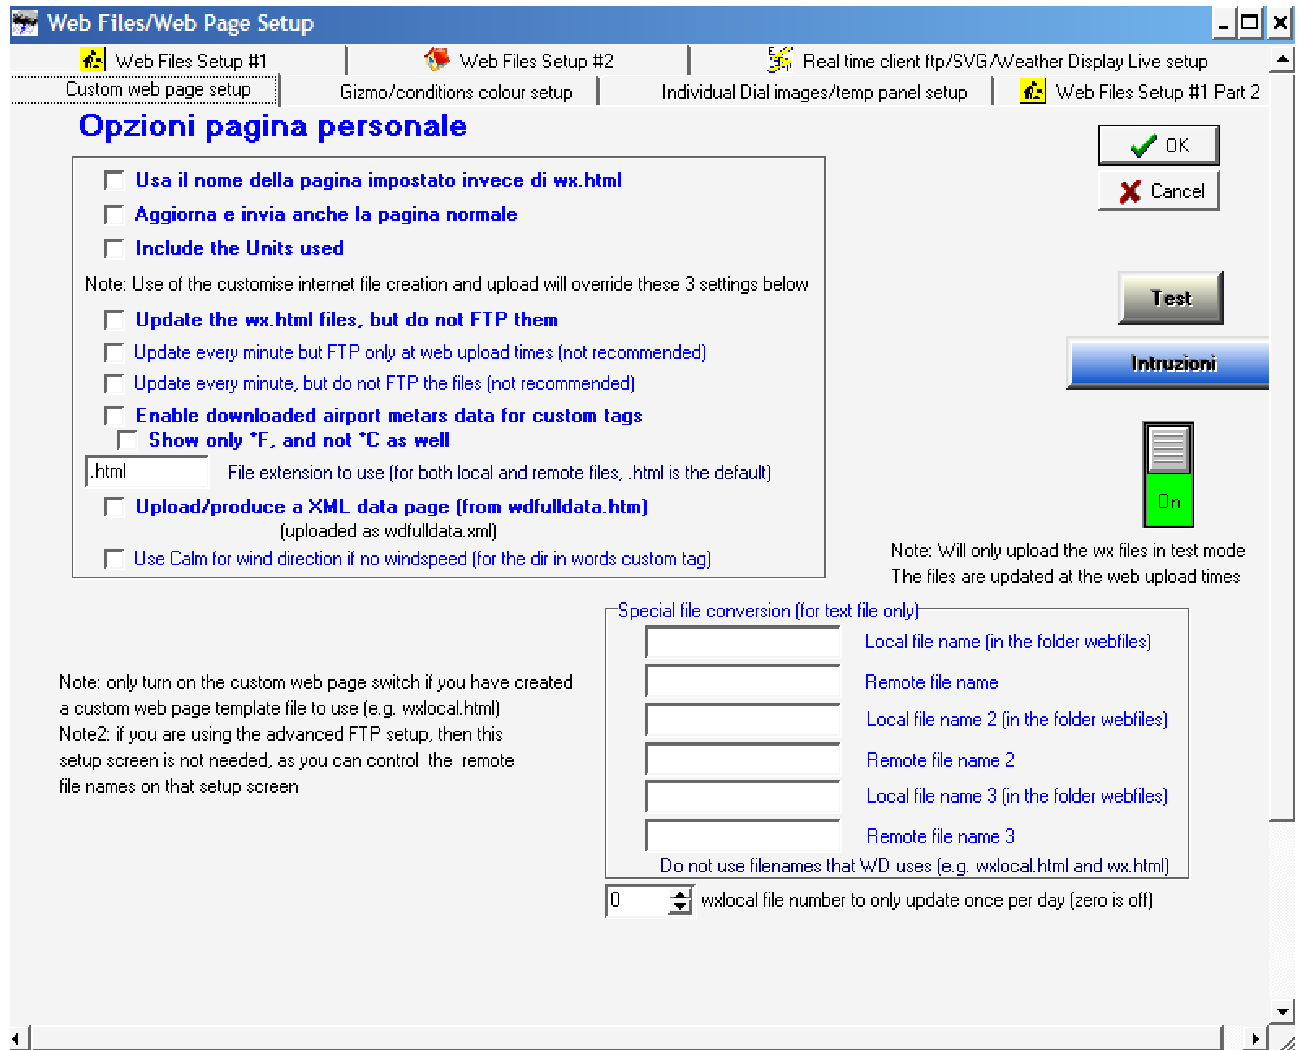 Web Files/Web Page Setup
Web Files Setup #1
Web Files Setup #2
Real time client ftp/SVG/Weather Display Live setup
Custom web page setup
Gizmo/conditions colour setup
Individual Dial images/temp panel setup
Web Files Setup #1 Part 2
Opzioni pagina personale
OK
Cancel
Usa il nome della pagina impostato invece di wx.html
Aggiorna e invia anche la pagina normale
Include the Units used
Note: Use of the customise internet file creation and upload will override these 3 settings below
Update the wx.html files, but do not FTP them
Update every minute but FTP only at web upload times (not recommended)
Update every minute, but do not FTP the files (not recommended)
Enable downloaded airport metars data for custom tags
Show only °F, and not °C as well
.html
File extension to use (for both local and remote files, .html is the default)
Upload/produce a XML data page (from wdfulldata.htm)
(uploaded as wdfulldata.xml)
Use Calm for wind direction if no windspeed (for the dir in words custom tag)
Test
Intruzioni
On
Note: Will only upload the wx files in test mode
The files are updated at the web upload times
Note: only turn on the custom web page switch if you have created
a custom web page template file to use (e.g. wxlocal.html)
Note2: if you are using the advanced FTP setup, then this
setup screen is not needed, as you can control the remote
file names on that setup screen
Special file conversion (for text file only)
Local file name (in the folder webfiles)
Remote file name
Local file name 2 (in the folder webfiles)
Remote file name 2
Local file name 3 (in the folder webfiles)
Remote file name 3
Do not use filenames that WD uses (e.g. wxlocal.html and wx.html)
0
wxlocal file number to only update once per day (zero is off)